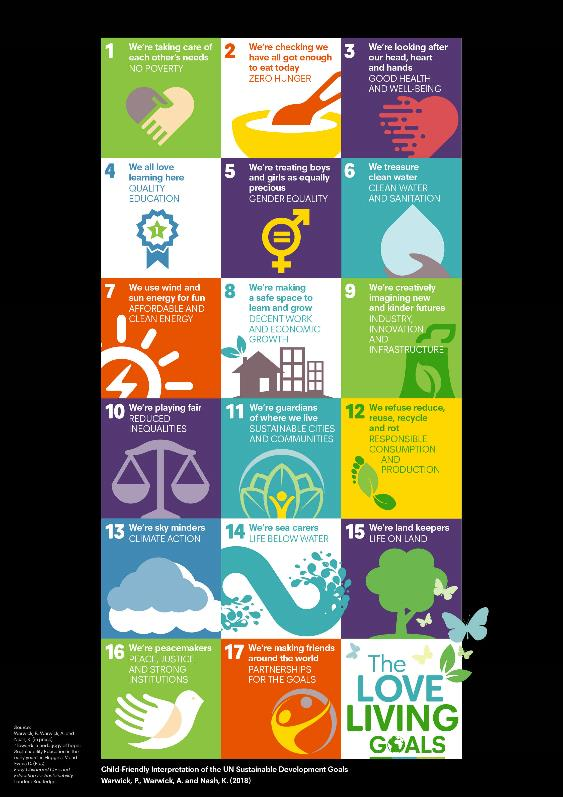 1 We're taking care of
each other's needs
NO POVERTY
2 We're checking we
have all got enough
to eat today
ZERO HUNGER
3 We're looking after
our head, heart
and hands
GOOD HEALTH
AND WELL-BEING
4 We all love
learning here
QUALITY
EDUCATION
5 We're treating boys
and girls as equally
precious
GENDER EQUALITY
6 We treasure
clean water
CLEAN WATER
AND SANITATION
7 We use wind and
sun energy for fun
AFFORDABLE AND
CLEAN ENERGY
8 We're making
a safe space to
learn and grow
DECENT WORK
AND ECONOMIC
GROWTH
9 We're creatively
imagining new
and kinder futures
INDUSTRY,
INNOVATION
AND
INFRASTRUCTURE
10 We're playing fair
REDUCED
INEQUALITIES
11 We're guardians
of where we live
SUSTAINABLE CITIES
AND COMMUNITIES
12 We refuse reduce,
reuse, recycle
and rot
RESPONSIBLE
CONSUMPTION
AND
PRODUCTION
13 We're sky minders
CLIMATE ACTION
14 We're sea carers
LIFE BELOW WATER
15 We're land keepers
LIFE ON LAND
16 We're peacemakers
PEACE, JUSTICE
AND STRONG
INSTITUTIONS
17 We're making friends
around the world
PARTNERSHIPS
FOR THE GOALS
The
LOVE
LIVING
GOALS
Child-Friendly Interpretation of the UN Sustainable Development Goals
Warwick, P., Warwick, A. and Nash, K. (2018)